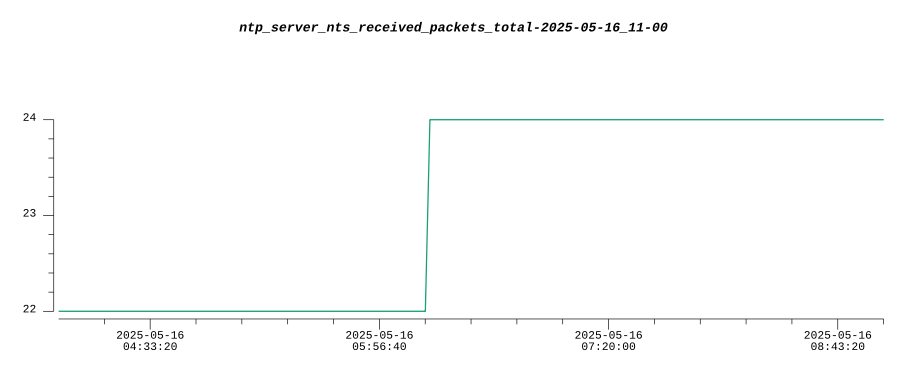 ntp_server_nts_received_packets_total-2025-05-16_11-00
24
23
22
2025-05-16 2025-05-16 2025-05-16 2025-05-16
04:33:20 05:56:40 07:20:00 08:43:20